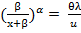 (β/(x+β))^α = θλ/u